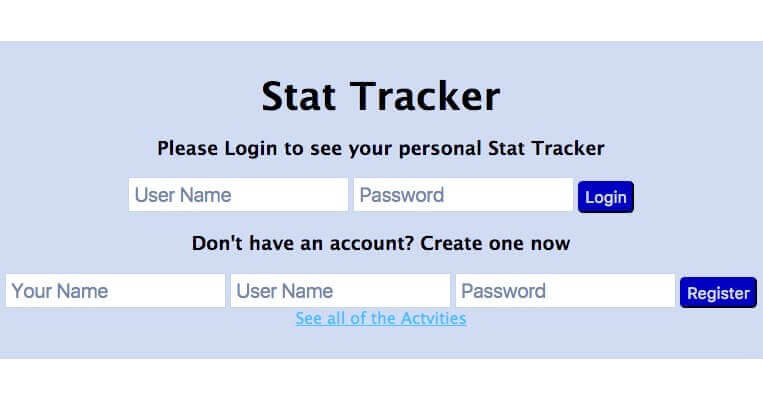 Stat Tracker
Please Login to see your personal Stat Tracker
User Name Password Login
Don't have an account? Create one now
Your Name User Name Password Register
See all of the Actvities